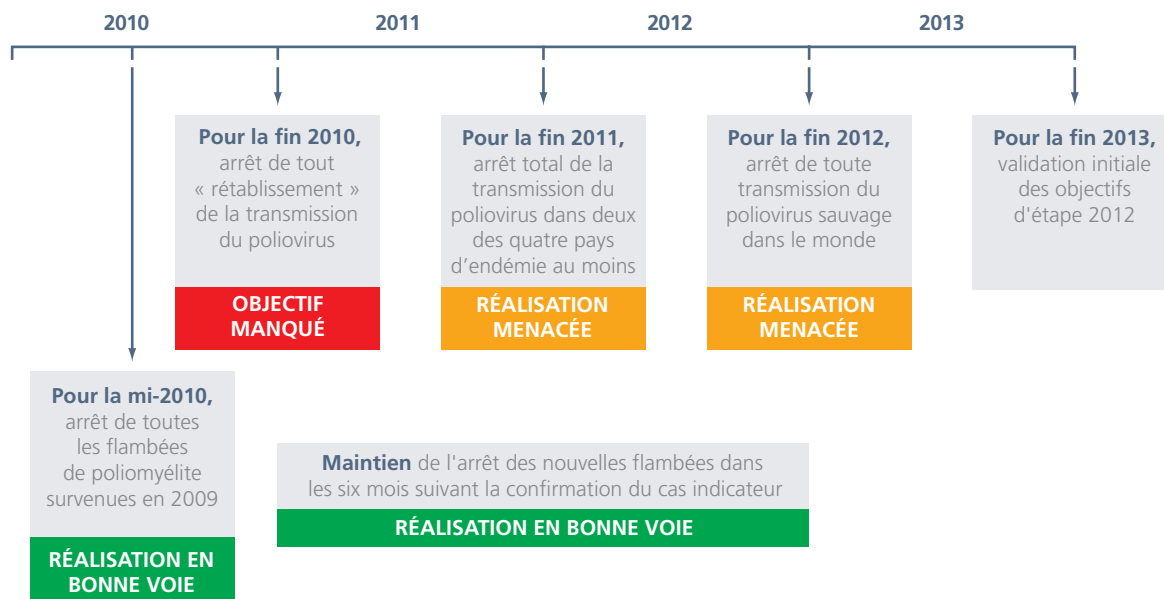 2010
2011
2012
2013
Pour la fin 2010,
arrêt de tout
« rétablissement »
de la transmission
du poliovirus
OBJECTIF
MANQUÉ
Pour la fin 2011,
arrêt total de la
transmission du
poliovirus dans deux
des quatre pays
d’endémie au moins
RÉALISATION
MENACÉE
Pour la fin 2012,
arrêt de toute
transmission du
poliovirus sauvage
dans le monde
RÉALISATION
MENACÉE
Pour la fin 2013,
validation initiale
des objectifs
d'étape 2012
Pour la mi-2010,
arrêt de toutes
les flambées
de poliomyélite
survenues en 2009
RÉALISATION EN
BONNE VOIE
Maintien de l'arrêt des nouvelles flambées dans
les six mois suivant la confirmation du cas indicateur
RÉALISATION EN BONNE VOIE